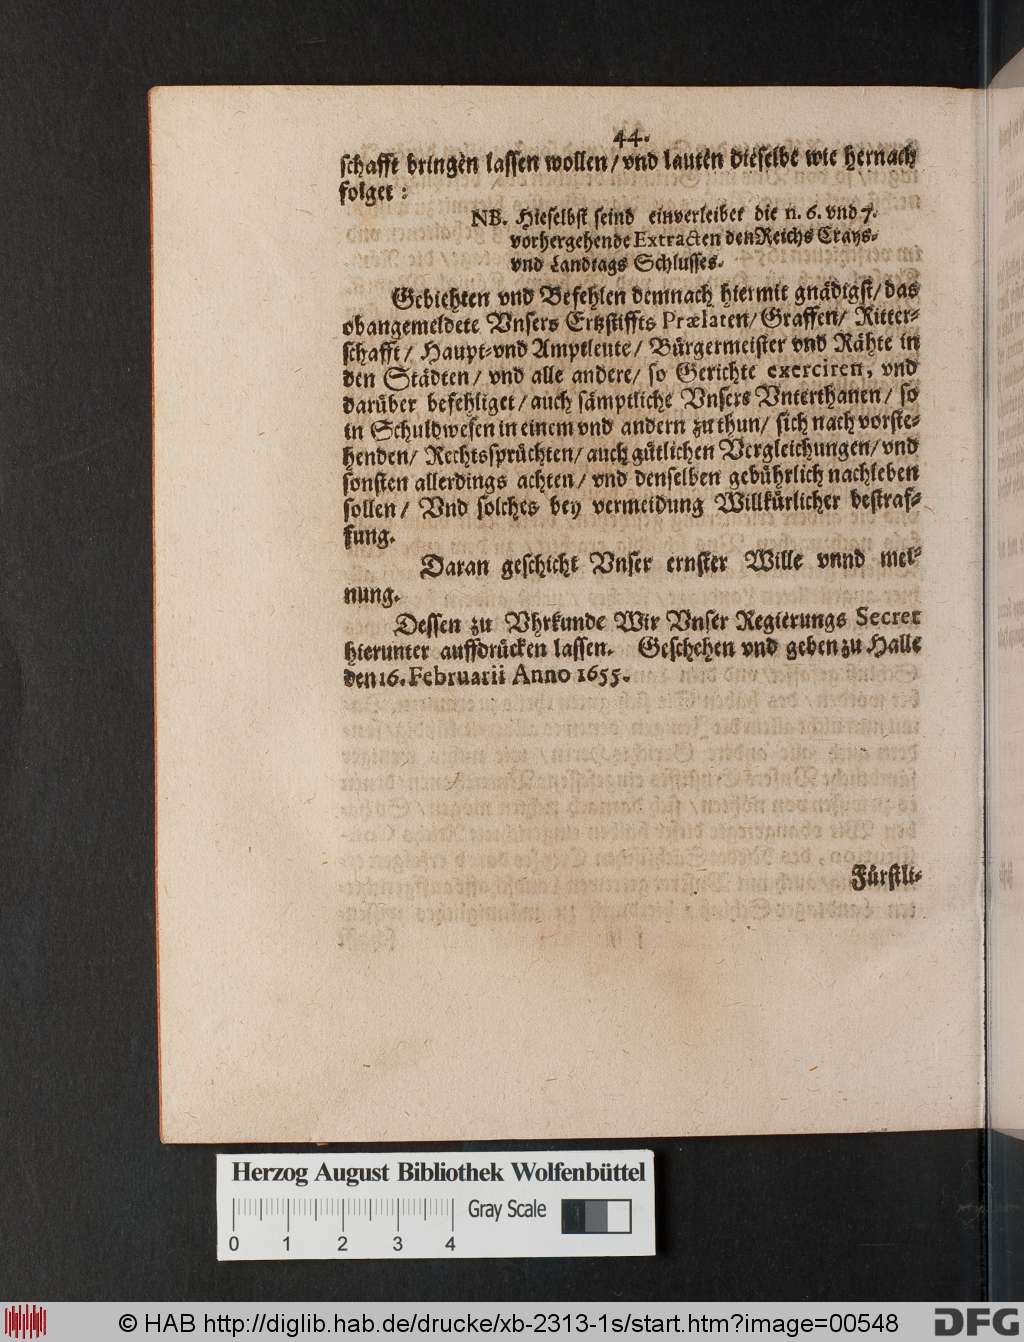 44.
schafft bringen lassen wollen/ vnd lauten dieselbe wie hernach
folget:
NB. Hieselbst seind einverleibet die n. 6. vnd 7.
vorhergehende Extracten den Reichs Crays-
vnd Landtags Schlusses.
Gebiehten vnd Befehlen demnach hiermit gnädigst/ das
obangemeldete Vnsers Ertzstiffts Prælaten/ Graffen/ Ritter-
schafft/ Haupt-vnd Amptleute/ Bürgermeister vnd Rähte in
den Städten/ vnd alle andere/ so Gerichte exerciren, vnd
darüber befehliget/ auch sämptliche Vnsers Vnterthanen/ so
in Schuldwesen in einem vnd andern zu thun/ sich nach vorste-
henden/ Rechtssprüchten/ auch gütlichen Vergleichungen/ vnd
sonsten allerdings achten/ vnd denselben gebührlich nachleben
sollen/ Vnd solches bey vermeidung Willkürlicher bestraf-
fung.
Daran geschicht Vnser ernster Wille vnnd mei-
nung.
Dessen zu Vhrkunde Wir Vnser Regierungs Secret
hierunter auffdrücken lassen. Geschehen vnd geben zu Halle
den 16. Februarii Anno 1655.
Fürstli-
Herzog August Bibliothek Wolfenbüttel
Gray Scale
0 1 2 3 4
© HAB http://diglib.hab.de/drucke/xb-2313-1s/start.htm?image=00548
DFG